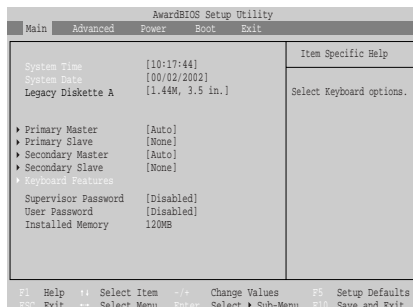 AwardBIOS Setup Utility
Main Advanced Power Boot Exit
Item Specific Help
System Time [10:17:44]
System Date [00/02/2002]
Legacy Diskette A [1.44M, 3.5 in.]
Select Keyboard options.
Primary Master [Auto]
Primary Slave [None]
Secondary Master [Auto]
Secondary Slave [None]
Keyboard Features
Supervisor Password [Disabled]
User Password [Disabled]
Installed Memory 120MB
F1 Help ↑↓ Select Item -/+ Change Values F5 Setup Defaults
ESC Exit Select Menu Enter Select ▶ Sub-Menu F10 Save and Exit